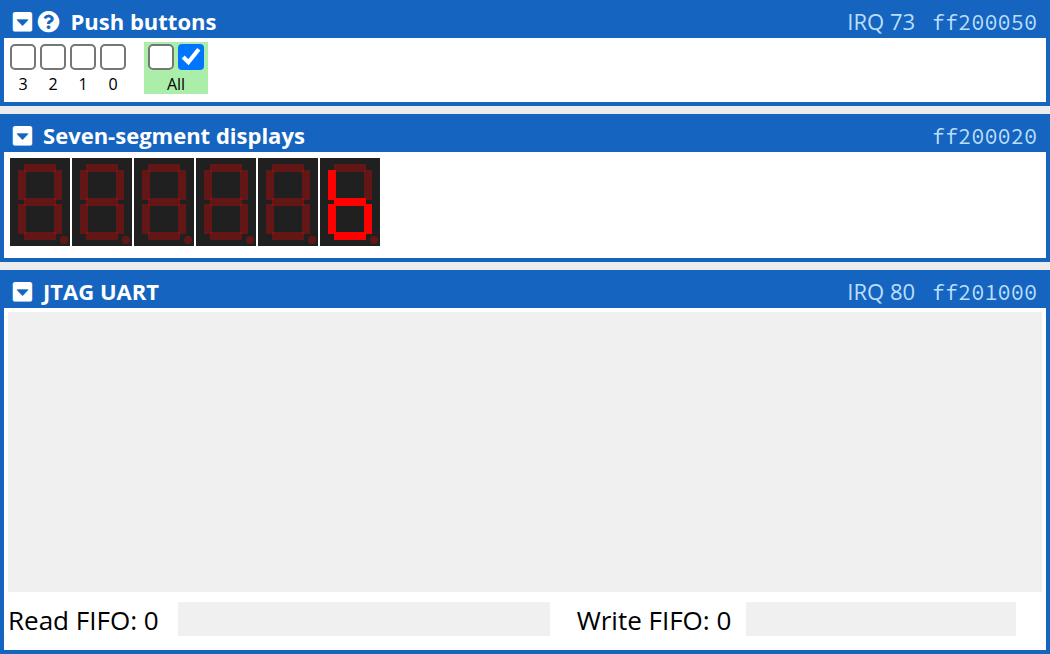 Push buttons IRQ 73 ff200050
3 2 1 0 All
Seven-segment displays ff200020
b
JTAG UART IRQ 80 ff201000
Read FIFO: 0 Write FIFO: 0